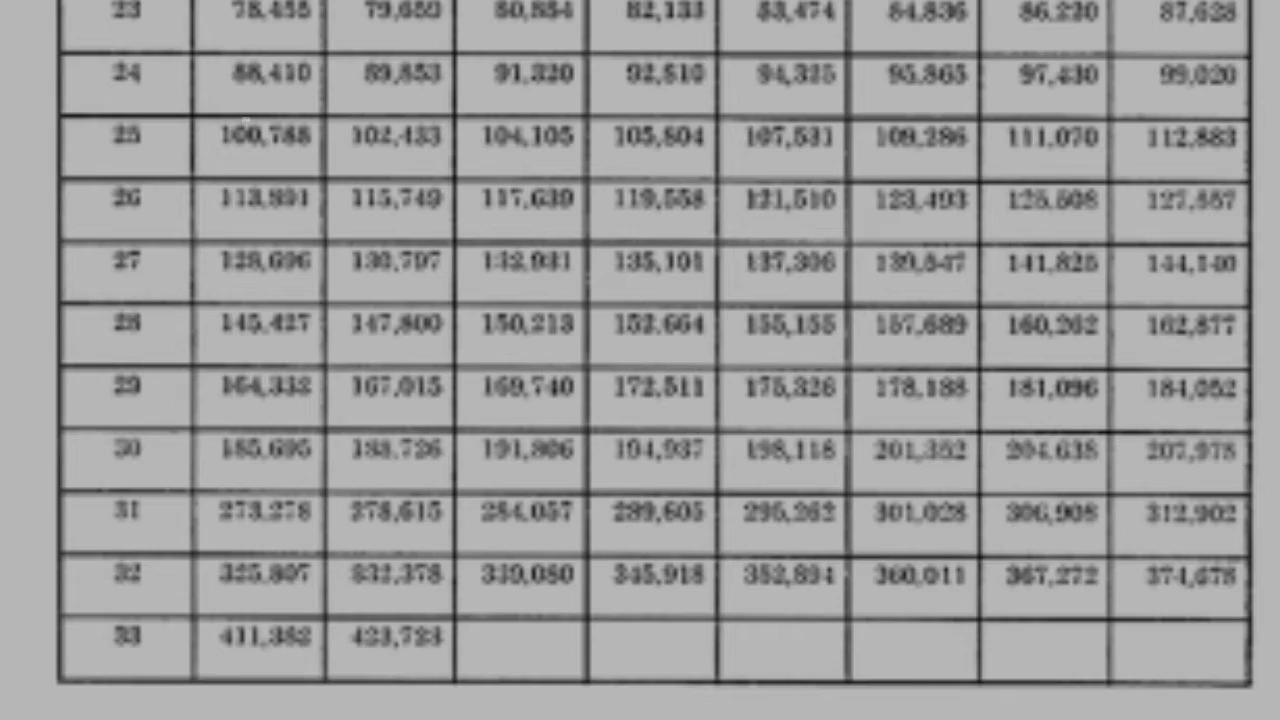 23 78,455 79,659 80,884 82,133 83,474 84,836 86,220 87,628
24 88,410 89,853 91,320 92,810 94,325 95,865 97,430 99,020
25 100,788 102,433 104,105 105,804 107,531 109,286 111,070 112,883
26 113,891 115,749 117,639 119,558 121,510 123,493 125,508 127,557
27 128,696 130,797 132,931 135,101 137,306 139,547 141,825 144,140
28 145,427 147,800 150,213 152,664 155,155 157,689 160,262 162,877
29 164,332 167,015 169,740 172,511 175,326 178,188 181,096 184,052
30 185,695 188,726 191,806 194,937 198,118 201,352 204,638 207,978
31 273,278 278,615 284,057 289,605 295,262 301,028 306,908 312,902
32 325,807 332,378 339,080 345,918 352,894 360,011 367,272 374,678
33 411,382 423,723